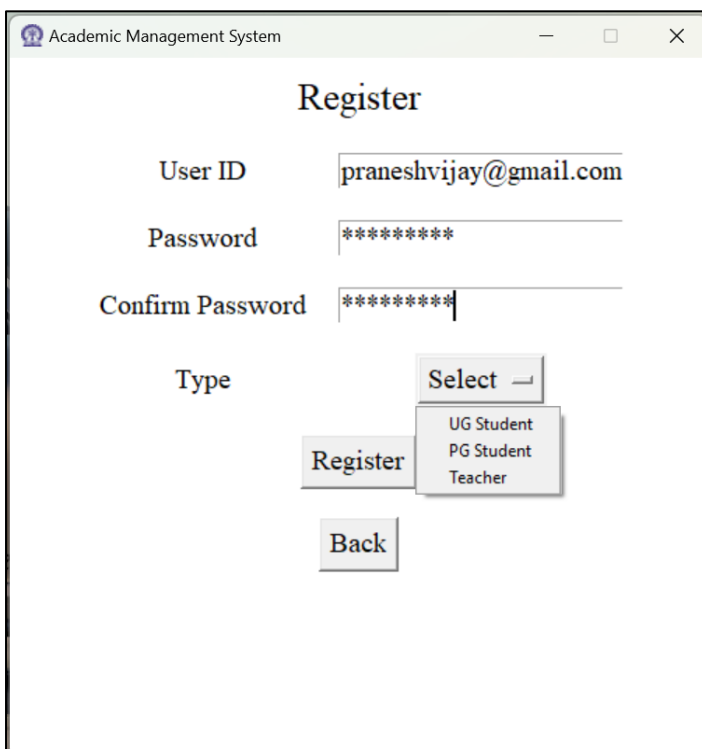 Academic Management System
Register
User ID praneshvijay@gmail.com
Password *********
Confirm Password *********
Type Select
UG Student
PG Student
Teacher
Register
Back